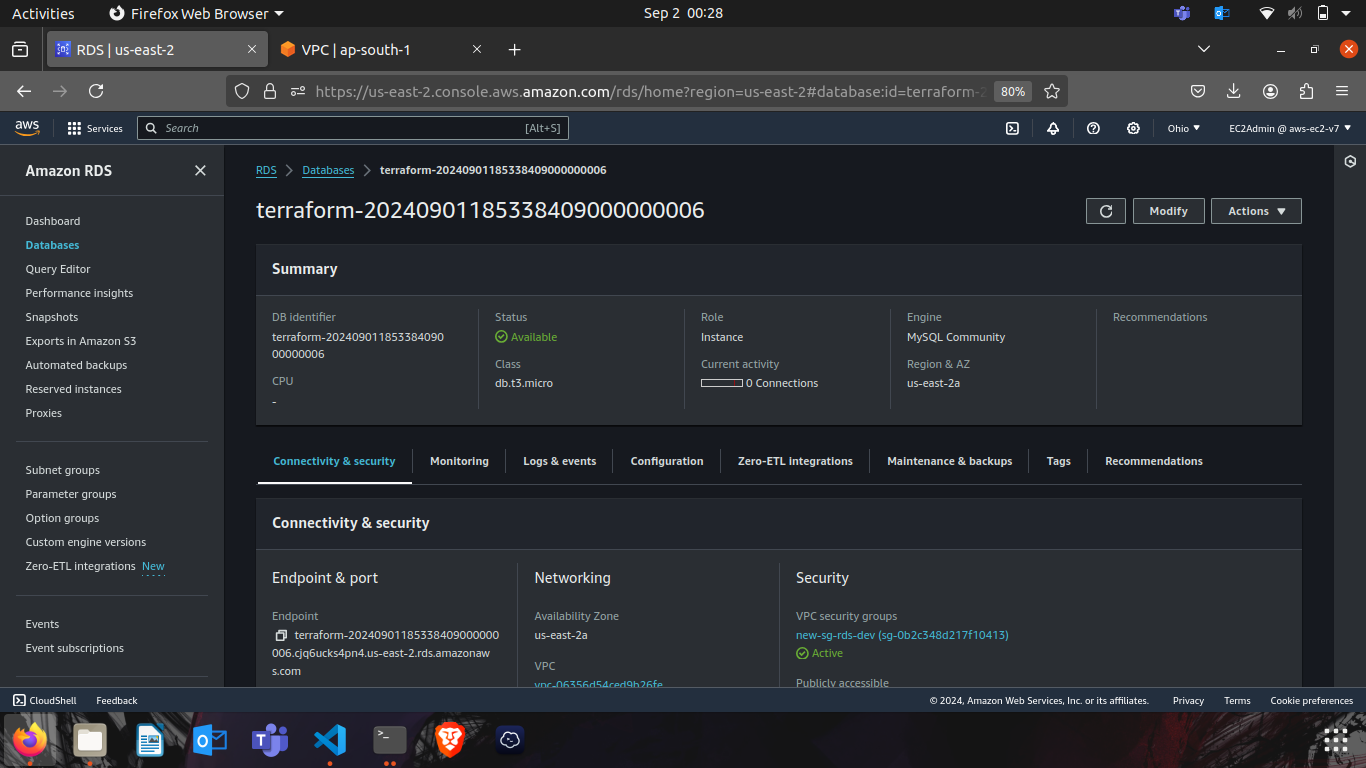 Activities
Firefox Web Browser
Sep 2 00:28
RDS | us-east-2
VPC | ap-south-1
https://us-east-2.console.aws.amazon.com/rds/home?region=us-east-2#database:id=terraform-2
80%
aws
Services
Search
[Alt+S]
Ohio
EC2Admin @ aws-ec2-v7
Amazon RDS
Dashboard
Databases
Query Editor
Performance insights
Snapshots
Exports in Amazon S3
Automated backups
Reserved instances
Proxies
Subnet groups
Parameter groups
Option groups
Custom engine versions
Zero-ETL integrations New
Events
Event subscriptions
RDS
Databases
terraform-20240901185338409000000006
terraform-20240901185338409000000006
Modify
Actions
Summary
DB identifier
terraform-202409011853384090
00000006
CPU
-
Status
Available
Class
db.t3.micro
Role
Instance
Current activity
0 Connections
Engine
MySQL Community
Region & AZ
us-east-2a
Recommendations
Connectivity & security
Monitoring
Logs & events
Configuration
Zero-ETL integrations
Maintenance & backups
Tags
Recommendations
Connectivity & security
Endpoint & port
Endpoint
terraform-20240901185338409000000
006.cjq6ucks4pn4.us-east-2.rds.amazonaw
s.com
Networking
Availability Zone
us-east-2a
VPC
vpc-06356d54ced9b26fe
Security
VPC security groups
new-sg-rds-dev (sg-0b2c348d217f10413)
Active
Publicly accessible
CloudShell
Feedback
© 2024, Amazon Web Services, Inc. or its affiliates.
Privacy
Terms
Cookie preferences